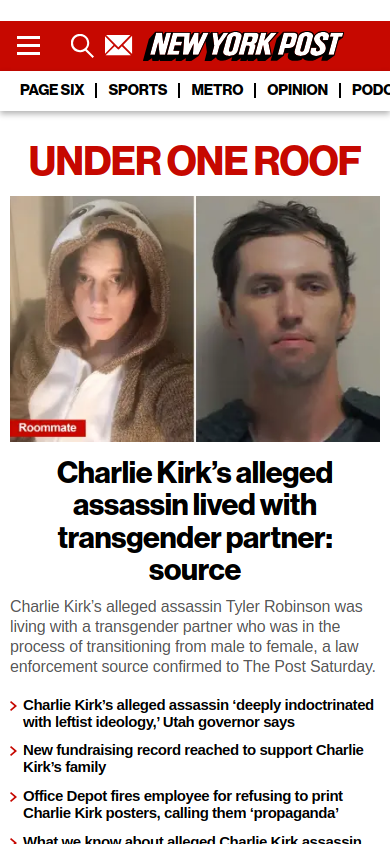 NEW YORK POST
PAGE SIX | SPORTS | METRO | OPINION | PODC
UNDER ONE ROOF
Roommate
Charlie Kirk’s alleged
assassin lived with
transgender partner:
source
Charlie Kirk’s alleged assassin Tyler Robinson was
living with a transgender partner who was in the
process of transitioning from male to female, a law
enforcement source confirmed to The Post Saturday.
Charlie Kirk’s alleged assassin ‘deeply indoctrinated
with leftist ideology,’ Utah governor says
New fundraising record reached to support Charlie
Kirk’s family
Office Depot fires employee for refusing to print
Charlie Kirk posters, calling them ‘propaganda’
What we know about alleged Charlie Kirk assassin